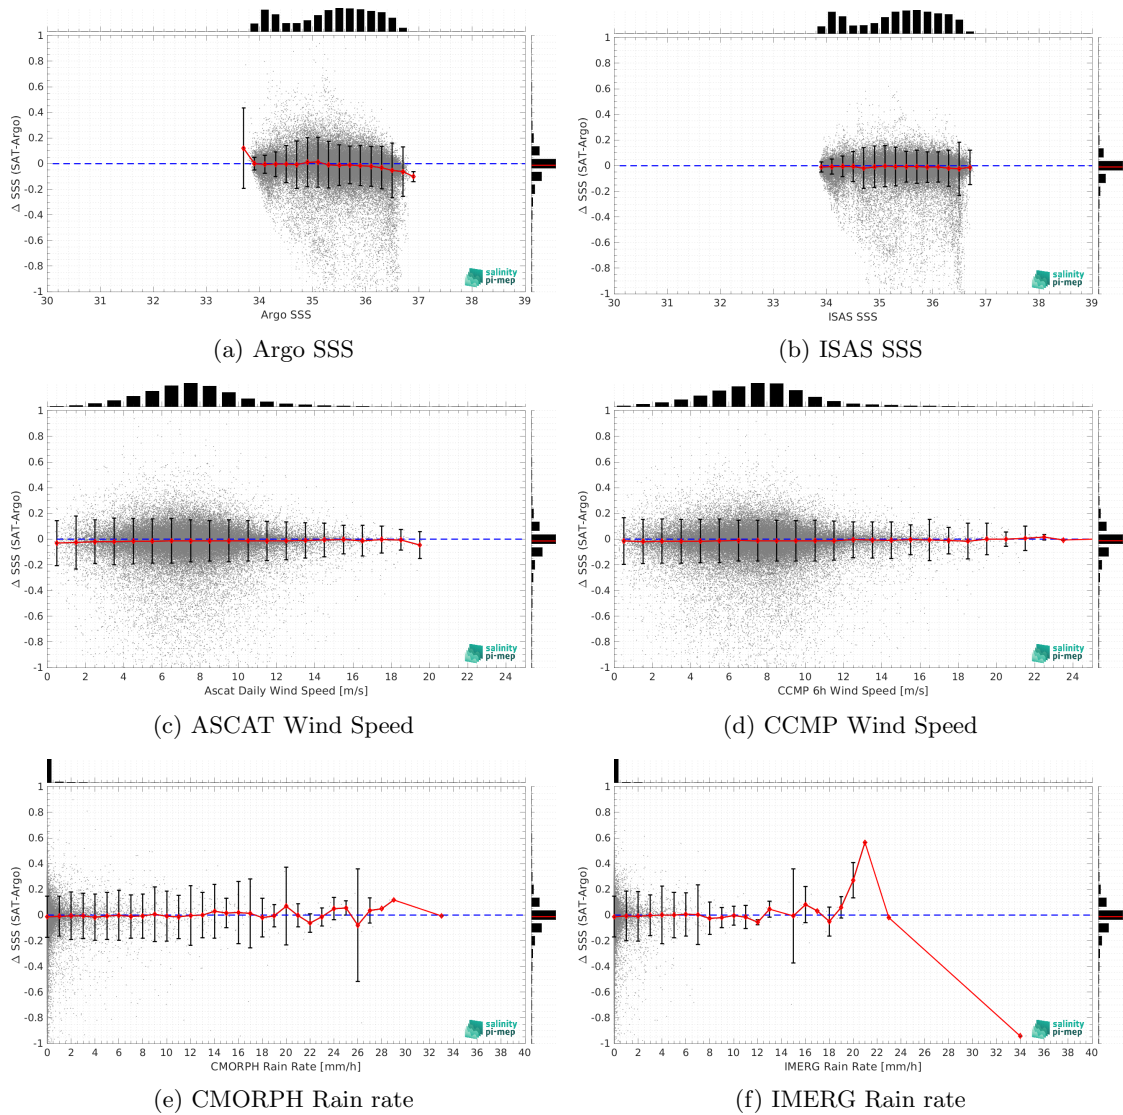 1
0.8
0.6
0.4
0.2
0
-0.2
-0.4
-0.6
-0.8
-1
Δ SSS (SAT-Argo)
30 31 32 33 34 35 36 37 38 39
Argo SSS
salinity
pi-mep
(a) Argo SSS
1
0.8
0.6
0.4
0.2
0
-0.2
-0.4
-0.6
-0.8
-1
Δ SSS (SAT-Argo)
30 31 32 33 34 35 36 37 38 39
ISAS SSS
salinity
pi-mep
(b) ISAS SSS
1
0.8
0.6
0.4
0.2
0
-0.2
-0.4
-0.6
-0.8
-1
Δ SSS (SAT-Argo)
0 2 4 6 8 10 12 14 16 18 20 22 24
Ascat Daily Wind Speed [m/s]
salinity
pi-mep
(c) ASCAT Wind Speed
1
0.8
0.6
0.4
0.2
0
-0.2
-0.4
-0.6
-0.8
-1
Δ SSS (SAT-Argo)
0 2 4 6 8 10 12 14 16 18 20 22 24
CCMP 6h Wind Speed [m/s]
salinity
pi-mep
(d) CCMP Wind Speed
1
0.8
0.6
0.4
0.2
0
-0.2
-0.4
-0.6
-0.8
-1
Δ SSS (SAT-Argo)
0 2 4 6 8 10 12 14 16 18 20 22 24 26 28 30 32 34 36 38 40
CMORPH Rain Rate [mm/h]
salinity
pi-mep
(e) CMORPH Rain rate
1
0.8
0.6
0.4
0.2
0
-0.2
-0.4
-0.6
-0.8
-1
Δ SSS (SAT-Argo)
0 2 4 6 8 10 12 14 16 18 20 22 24 26 28 30 32 34 36 38 40
IMERG Rain Rate [mm/h]
salinity
pi-mep
(f) IMERG Rain rate